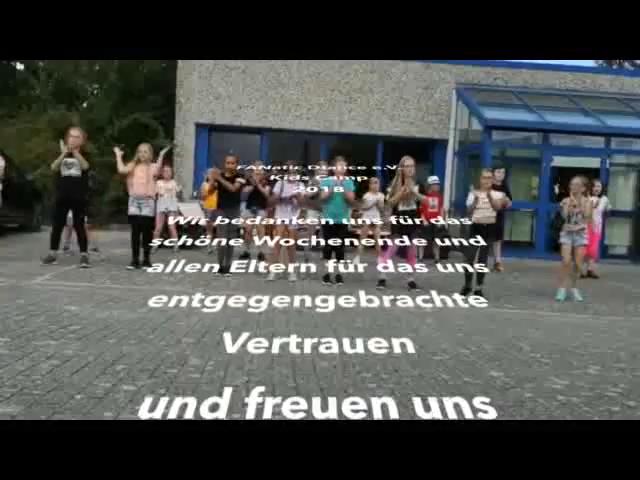 FANatic Diance e.V.
Kids Camp
2018
Wir bedanken uns für das
schöne Wochenende und
allen Eltern für das uns
entgegengebrachte
Vertrauen
und freuen uns